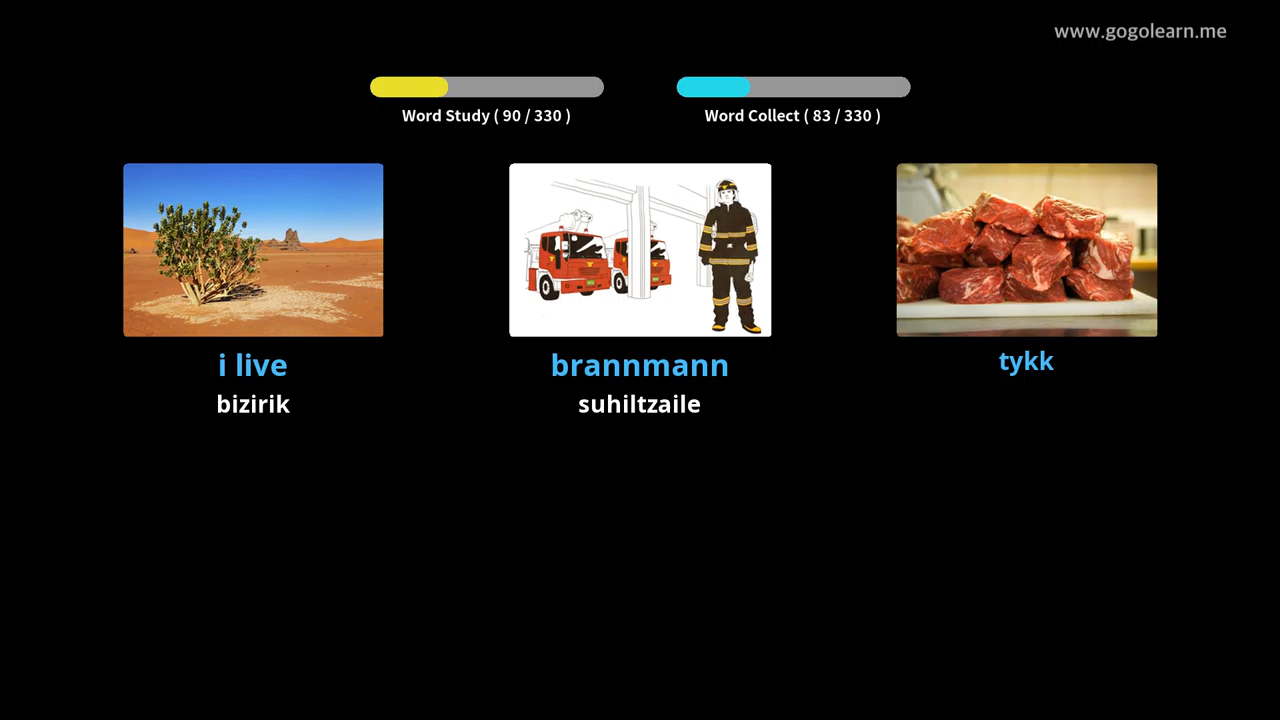 www.gogolearn.me
Word Study ( 90 / 330 )
Word Collect ( 83 / 330 )
i live
bizirik
brannmann
suhiltzaile
tykk